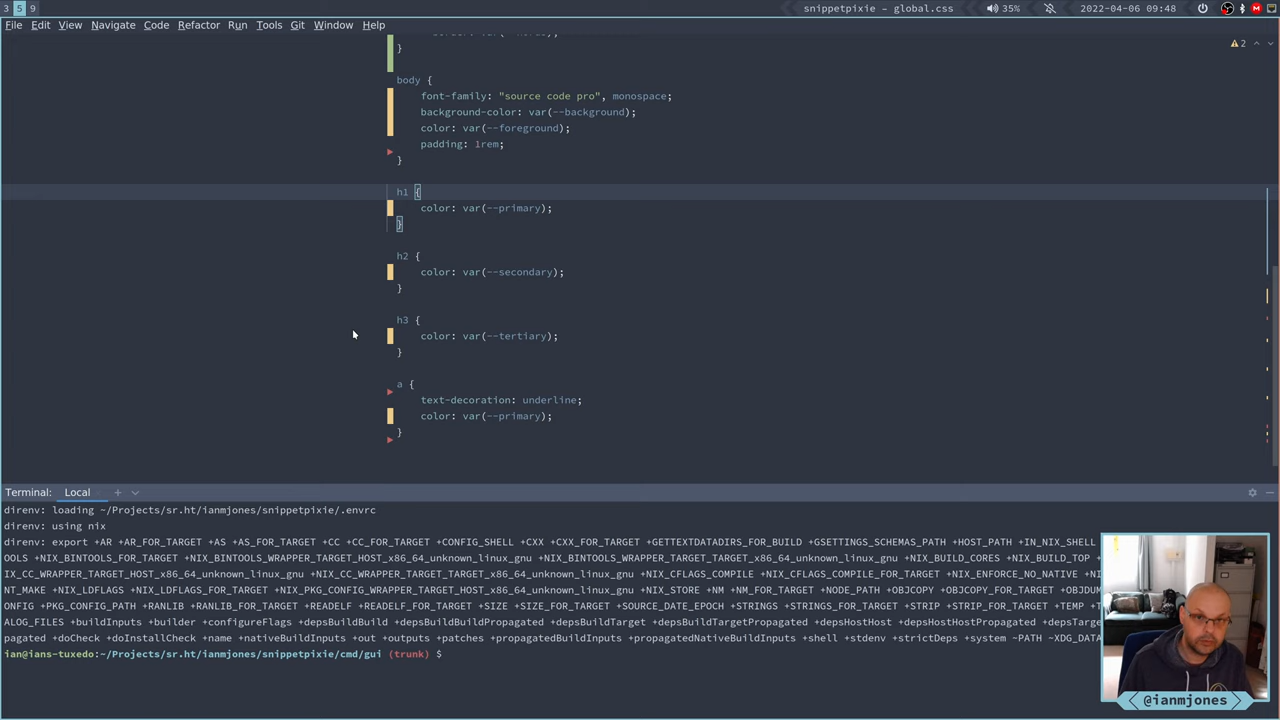 3 5 9
snippetpixie – global.css
35%
2022-04-06 09:48
File Edit View Navigate Code Refactor Run Tools Git Window Help
2
}
body {
font-family: "source code pro", monospace;
background-color: var(--background);
color: var(--foreground);
padding: 1rem;
}
h1 {
color: var(--primary);
}
h2 {
color: var(--secondary);
}
h3 {
color: var(--tertiary);
}
a {
text-decoration: underline;
color: var(--primary);
}
Terminal: Local
direnv: loading ~/Projects/sr.ht/ianmjones/snippetpixie/.envrc
direnv: using nix
direnv: export +AR +AR_FOR_TARGET +AS +AS_FOR_TARGET +CC +CC_FOR_TARGET +CONFIG_SHELL +CXX +CXX_FOR_TARGET +GETTEXTDATADIRS_FOR_BUILD +GSETTINGS_SCHEMAS_PATH +HOST_PATH +IN_NIX_SHELL
OOLS +NIX_BINTOOLS_FOR_TARGET +NIX_BINTOOLS_WRAPPER_TARGET_HOST_x86_64_unknown_linux_gnu +NIX_BINTOOLS_WRAPPER_TARGET_TARGET_x86_64_unknown_linux_gnu +NIX_BUILD_CORES +NIX_BUILD_TOP +
IX_CC_WRAPPER_TARGET_HOST_x86_64_unknown_linux_gnu +NIX_CC_WRAPPER_TARGET_TARGET_x86_64_unknown_linux_gnu +NIX_CFLAGS_COMPILE +NIX_CFLAGS_COMPILE_FOR_TARGET +NIX_ENFORCE_NO_NATIVE +
NT_MAKE +NIX_LDFLAGS +NIX_LDFLAGS_FOR_TARGET +NIX_PKG_CONFIG_WRAPPER_TARGET_HOST_x86_64_unknown_linux_gnu +NIX_STORE +NM +NM_FOR_TARGET +NODE_PATH +OBJCOPY +OBJCOPY_FOR_TARGET +OBJDUM
ONFIG +PKG_CONFIG_PATH +RANLIB +RANLIB_FOR_TARGET +READELF +READELF_FOR_TARGET +SIZE +SIZE_FOR_TARGET +SOURCE_DATE_EPOCH +STRINGS +STRINGS_FOR_TARGET +STRIP +STRIP_FOR_TARGET +TEMP +T
ALOG_FILES +buildInputs +builder +configureFlags +depsBuildBuild +depsBuildBuildPropagated +depsBuildTarget +depsBuildTargetPropagated +depsHostHost +depsHostHostPropagated +depsTarge
pagated +doCheck +doInstallCheck +name +nativeBuildInputs +out +outputs +patches +propagatedBuildInputs +propagatedNativeBuildInputs +shell +stdenv +strictDeps +system ~PATH ~XDG_DATA
ian@ians-tuxedo:~/Projects/sr.ht/ianmjones/snippetpixie/cmd/gui (trunk) $
@ianmjones